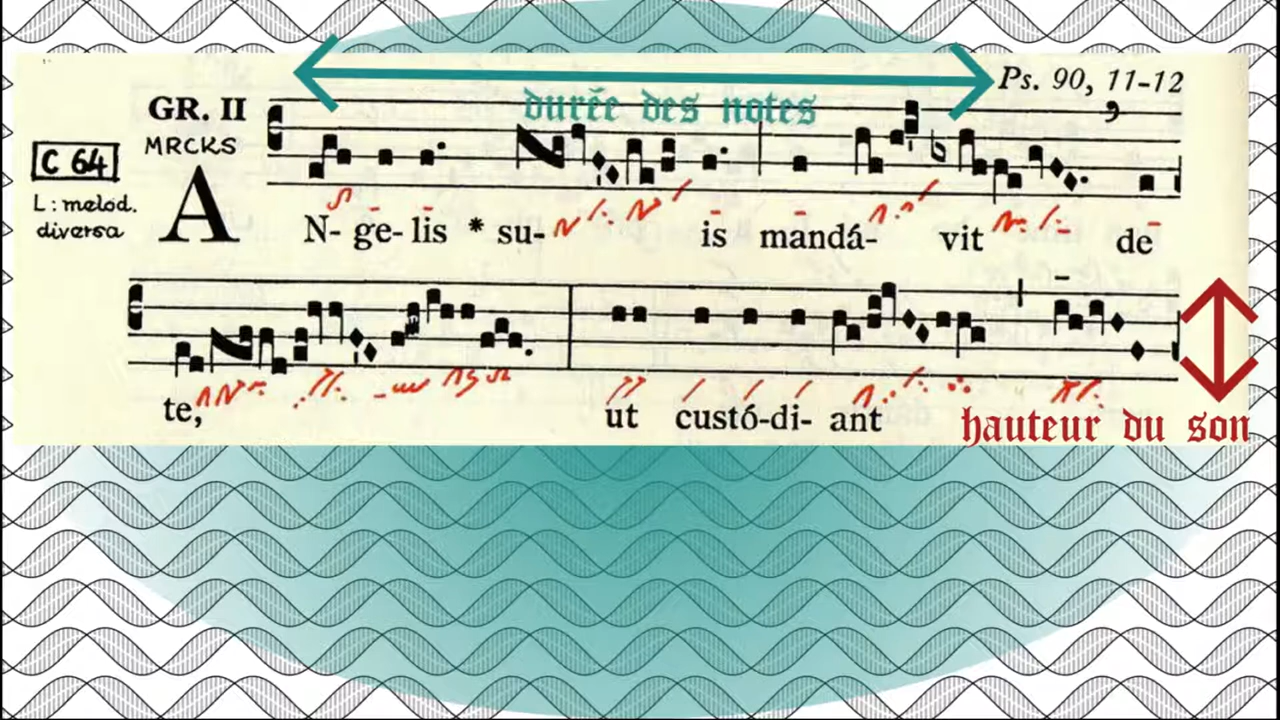 Ps. 90, 11-12
GR. II
durée des notes
MRCKS
C 64
L: melod.
diversa
AN- ge- lis * su- is mandá- vit de
te, ut custó-di- ant
hauteur du son